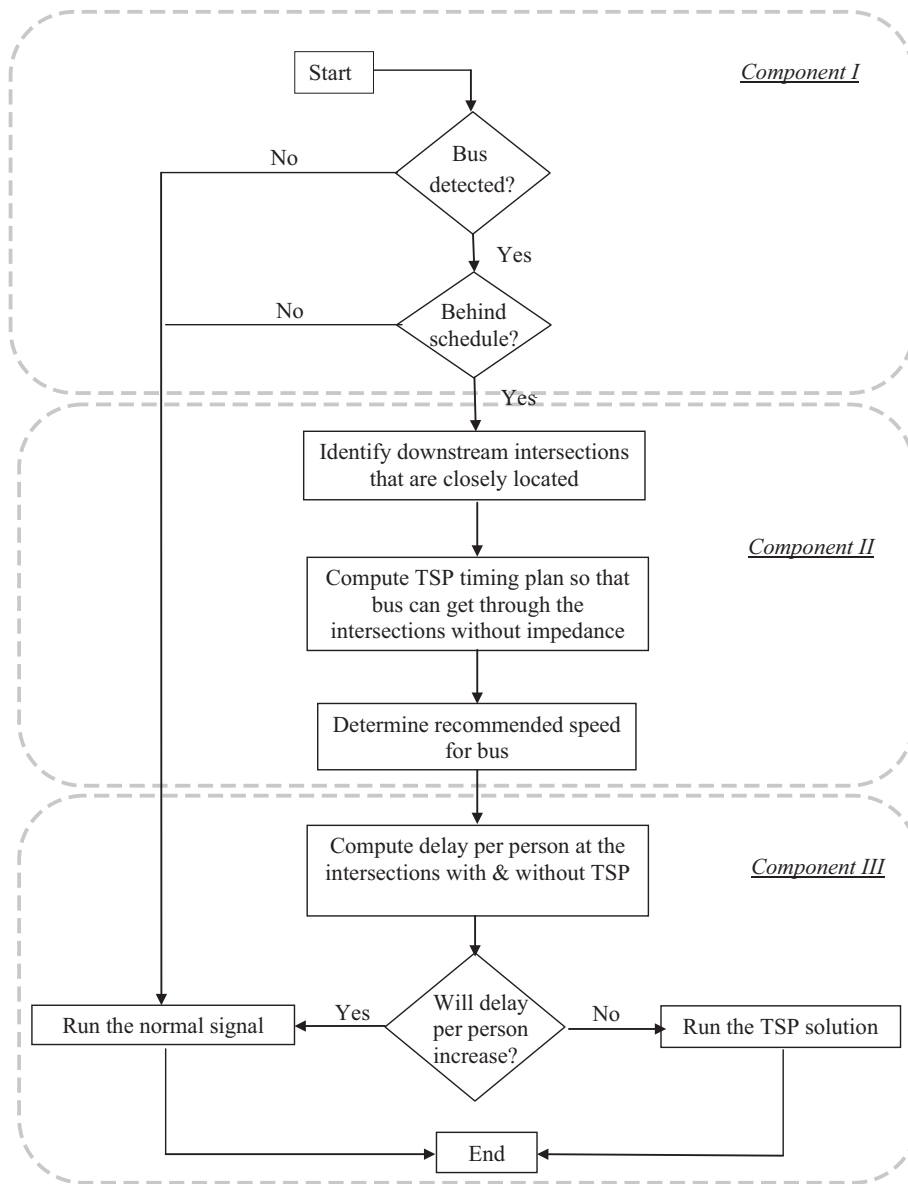 Start
Component I
No
Bus
detected?
Yes
No
Behind
schedule?
Yes
Identify downstream intersections
that are closely located
Component II
Compute TSP timing plan so that
bus can get through the
intersections without impedance
Determine recommended speed
for bus
Compute delay per person at the
intersections with & without TSP
Component III
Run the normal signal
Yes
Will delay
per person
increase?
No
Run the TSP solution
End